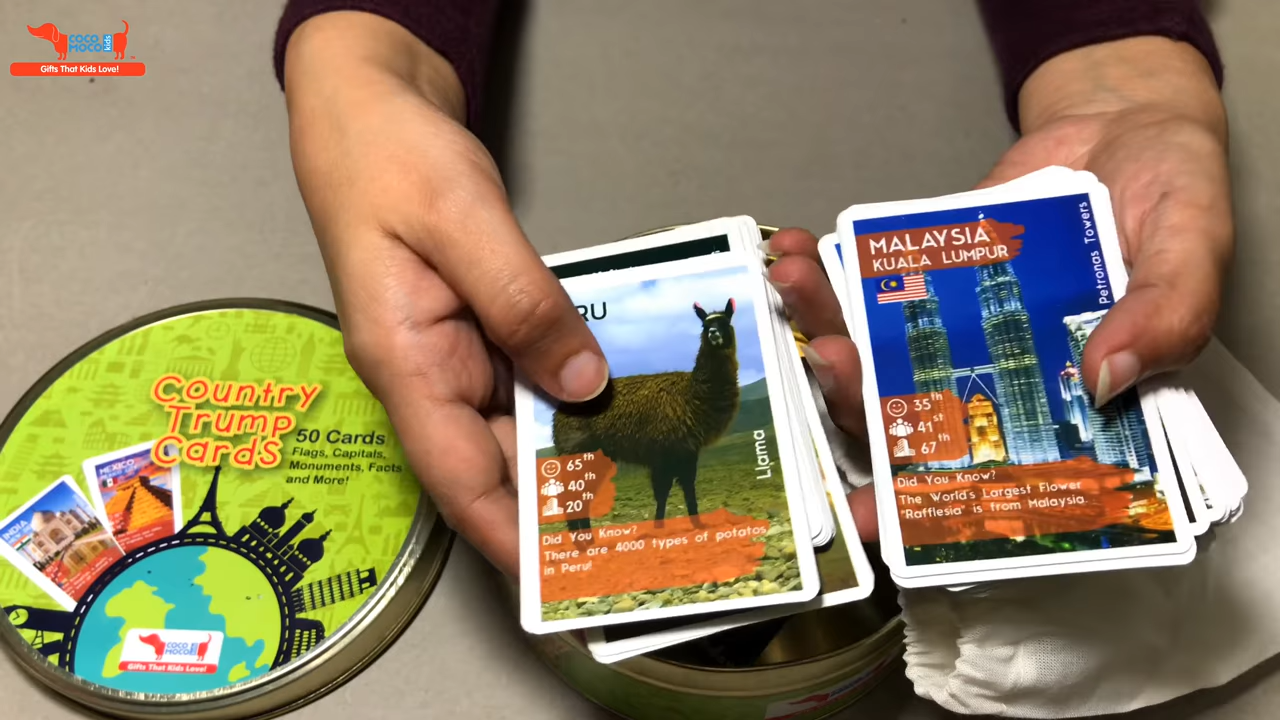 COCO
MOCO kids
Gifts That Kids Love!
Country
Trump
Cards
50 Cards
Flags, Capitals,
Monuments, Facts
and More!
MEXICO
INDIA
COCO
MOCO
Gifts That Kids Love!
RU
Llama
65th
40th
20th
Did You Know?
There are 4000 types of potatos
in Peru!
MALAYSIA
KUALA LUMPUR
Petronas Towers
35th
41st
67th
Did You Know?
The World's Largest Flower
"Rafflesia" is from Malaysia.